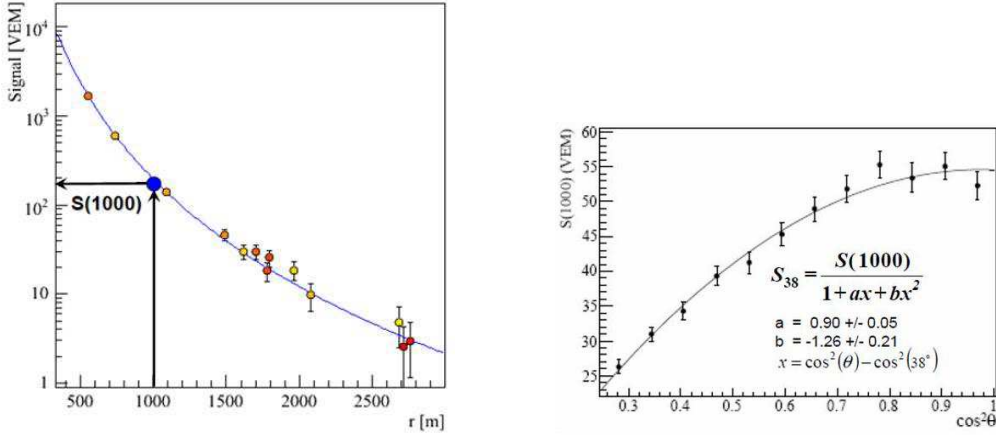 Signal [VEM]
10⁴
10³
10²
10
1
S(1000)
500
1000
1500
2000
2500
r [m]
S(1000) (VEM)
60
55
50
45
40
35
30
25
S₃₈ = S(1000) / 1+ax+bx²
a = 0.90 +/- 0.05
b = -1.26 +/- 0.21
x = cos²(θ) – cos²(38°)
0.3
0.4
0.5
0.6
0.7
0.8
0.9
1
cos²θ